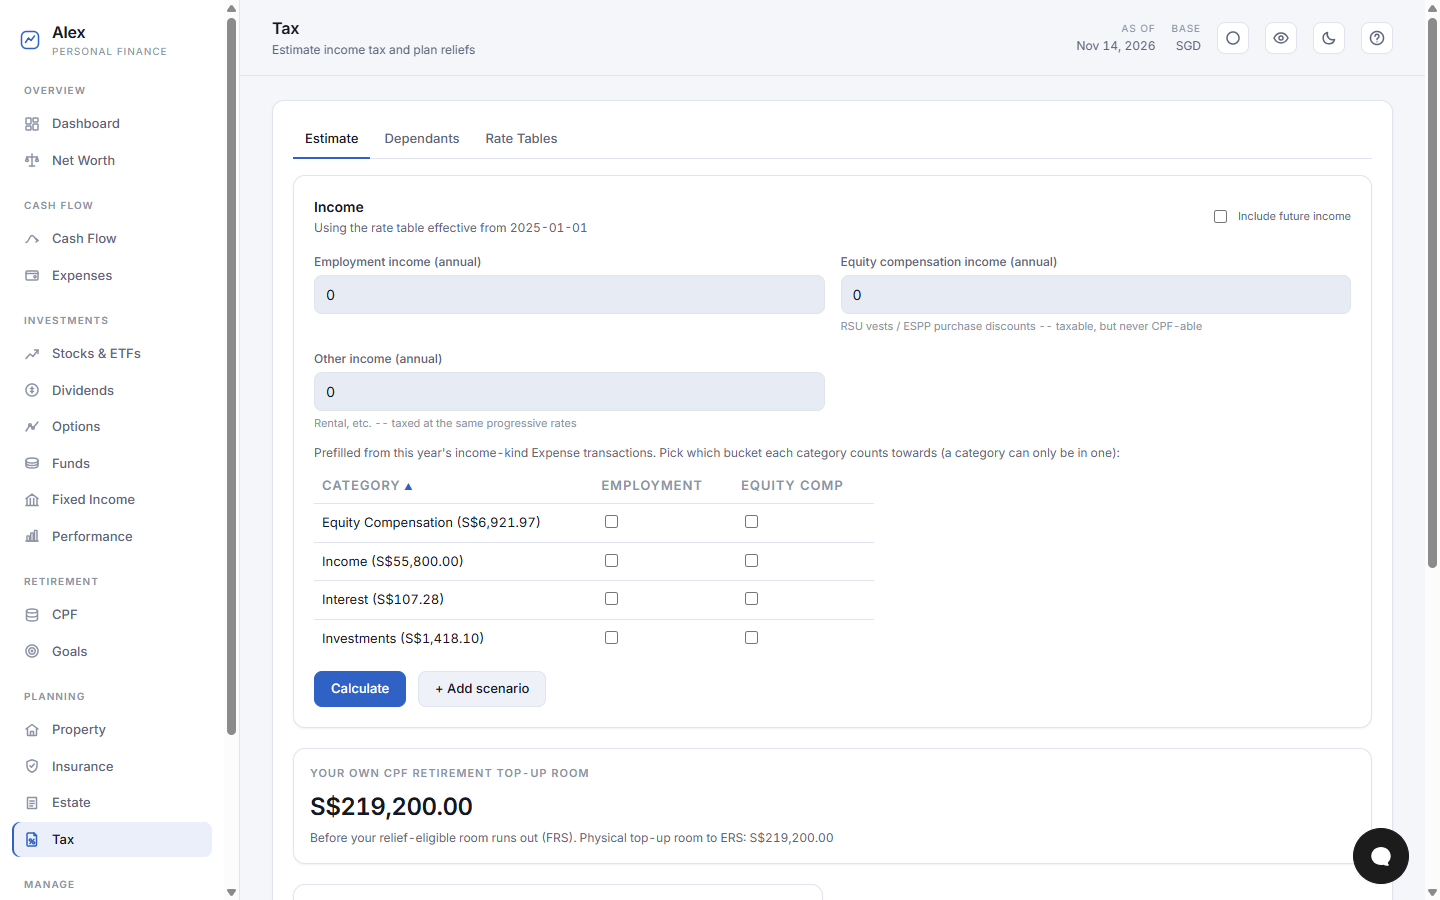 Alex
PERSONAL FINANCE
OVERVIEW
Dashboard
Net Worth
CASH FLOW
Cash Flow
Expenses
INVESTMENTS
Stocks & ETFs
Dividends
Options
Funds
Fixed Income
Performance
RETIREMENT
CPF
Goals
PLANNING
Property
Insurance
Estate
Tax
MANAGE
Tax
Estimate income tax and plan reliefs
AS OF
Nov 14, 2026
BASE
SGD
Estimate Dependants Rate Tables
Income
Using the rate table effective from 2025-01-01
Include future income
Employment income (annual)
0
Equity compensation income (annual)
0
RSU vests / ESPP purchase discounts -- taxable, but never CPF-able
Other income (annual)
0
Rental, etc. -- taxed at the same progressive rates
Prefilled from this year's income-kind Expense transactions. Pick which bucket each category counts towards (a category can only be in one):
CATEGORY ▲ EMPLOYMENT EQUITY COMP
Equity Compensation (S$6,921.97)
Income (S$55,800.00)
Interest (S$107.28)
Investments (S$1,418.10)
Calculate + Add scenario
YOUR OWN CPF RETIREMENT TOP-UP ROOM
S$219,200.00
Before your relief-eligible room runs out (FRS). Physical top-up room to ERS: S$219,200.00